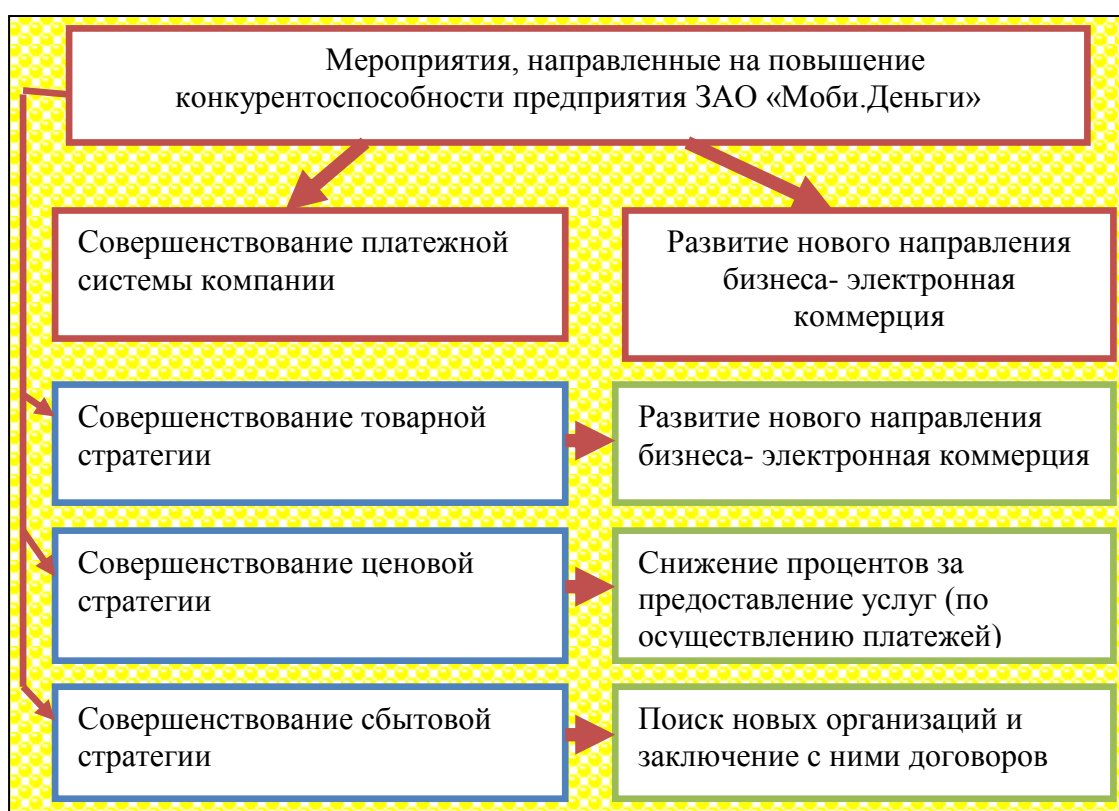 Мероприятия, направленные на повышение
конкурентоспособности предприятия ЗАО «Моби.Деньги»
Совершенствование платежной
системы компании
Развитие нового направления
бизнеса- электронная
коммерция
Совершенствование товарной
стратегии
Развитие нового направления
бизнеса- электронная коммерция
Совершенствование ценовой
стратегии
Снижение процентов за
предоставление услуг (по
осуществлению платежей)
Совершенствование сбытовой
стратегии
Поиск новых организаций и
заключение с ними договоров